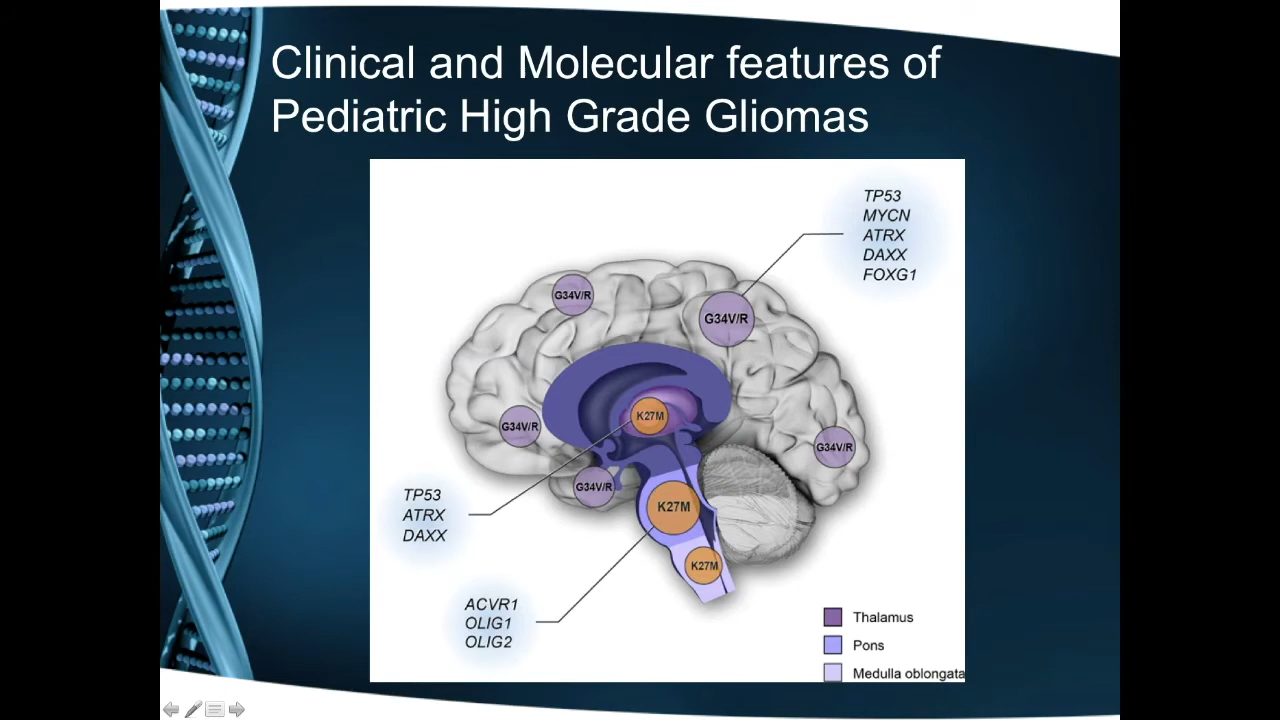 Clinical and Molecular features of
Pediatric High Grade Gliomas
TP53
MYCN
ATRX
DAXX
FOXG1
G34V/R
G34V/R
K27M
G34V/R
G34V/R
G34V/R
TP53
ATRX
DAXX
K27M
K27M
ACVR1
OLIG1
OLIG2
Thalamus
Pons
Medulla oblongata